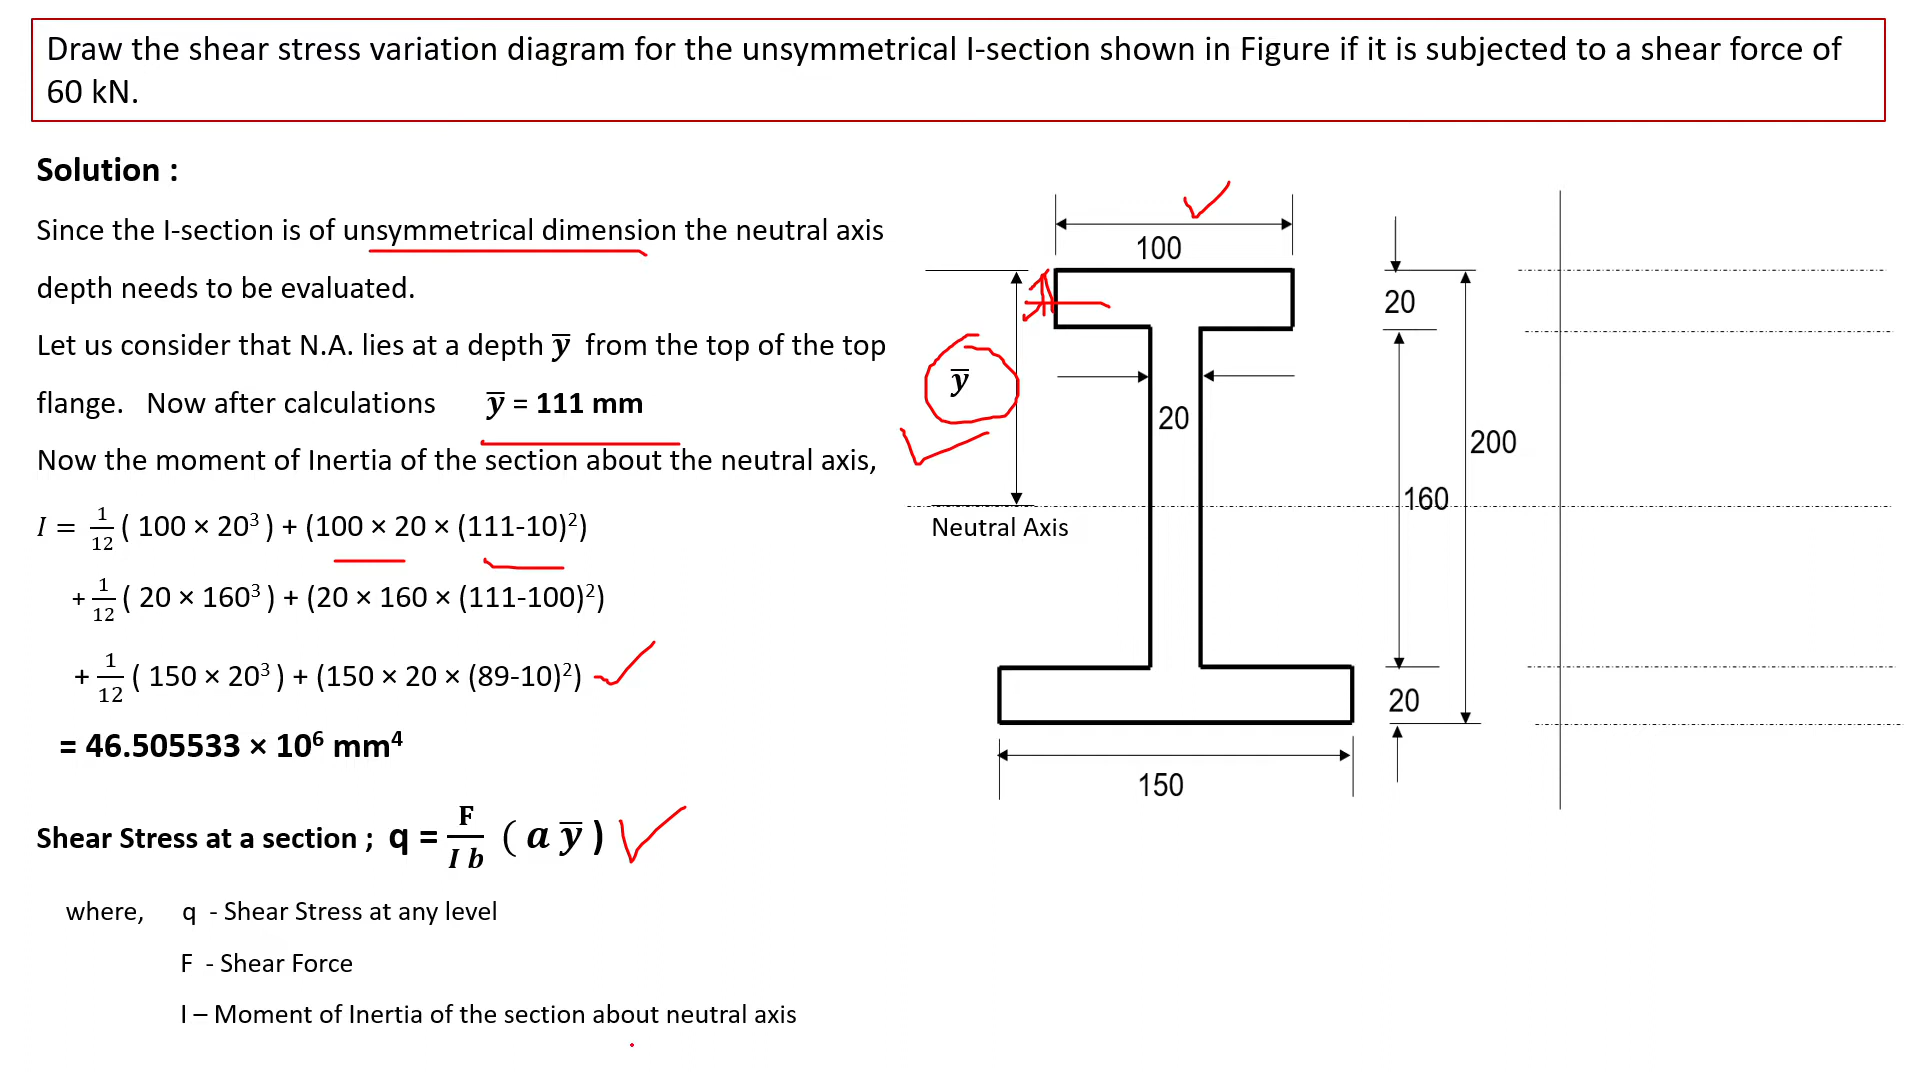 Draw the shear stress variation diagram for the unsymmetrical I-section shown in Figure if it is subjected to a shear force of
60 kN.
Solution :
Since the I-section is of unsymmetrical dimension the neutral axis
depth needs to be evaluated.
Let us consider that N.A. lies at a depth y̅ from the top of the top
flange. Now after calculations y̅ = 111 mm
Now the moment of Inertia of the section about the neutral axis,
I = 1/12 ( 100 × 20³ ) + (100 × 20 × (111-10)²)
+ 1/12 ( 20 × 160³ ) + (20 × 160 × (111-100)²)
+ 1/12 ( 150 × 20³ ) + (150 × 20 × (89-10)²)
= 46.505533 × 10⁶ mm⁴
Shear Stress at a section ; q = F/I b ( a y̅ )
where, q - Shear Stress at any level
F - Shear Force
I – Moment of Inertia of the section about neutral axis
100
20
y̅
20
200
160
Neutral Axis
20
150